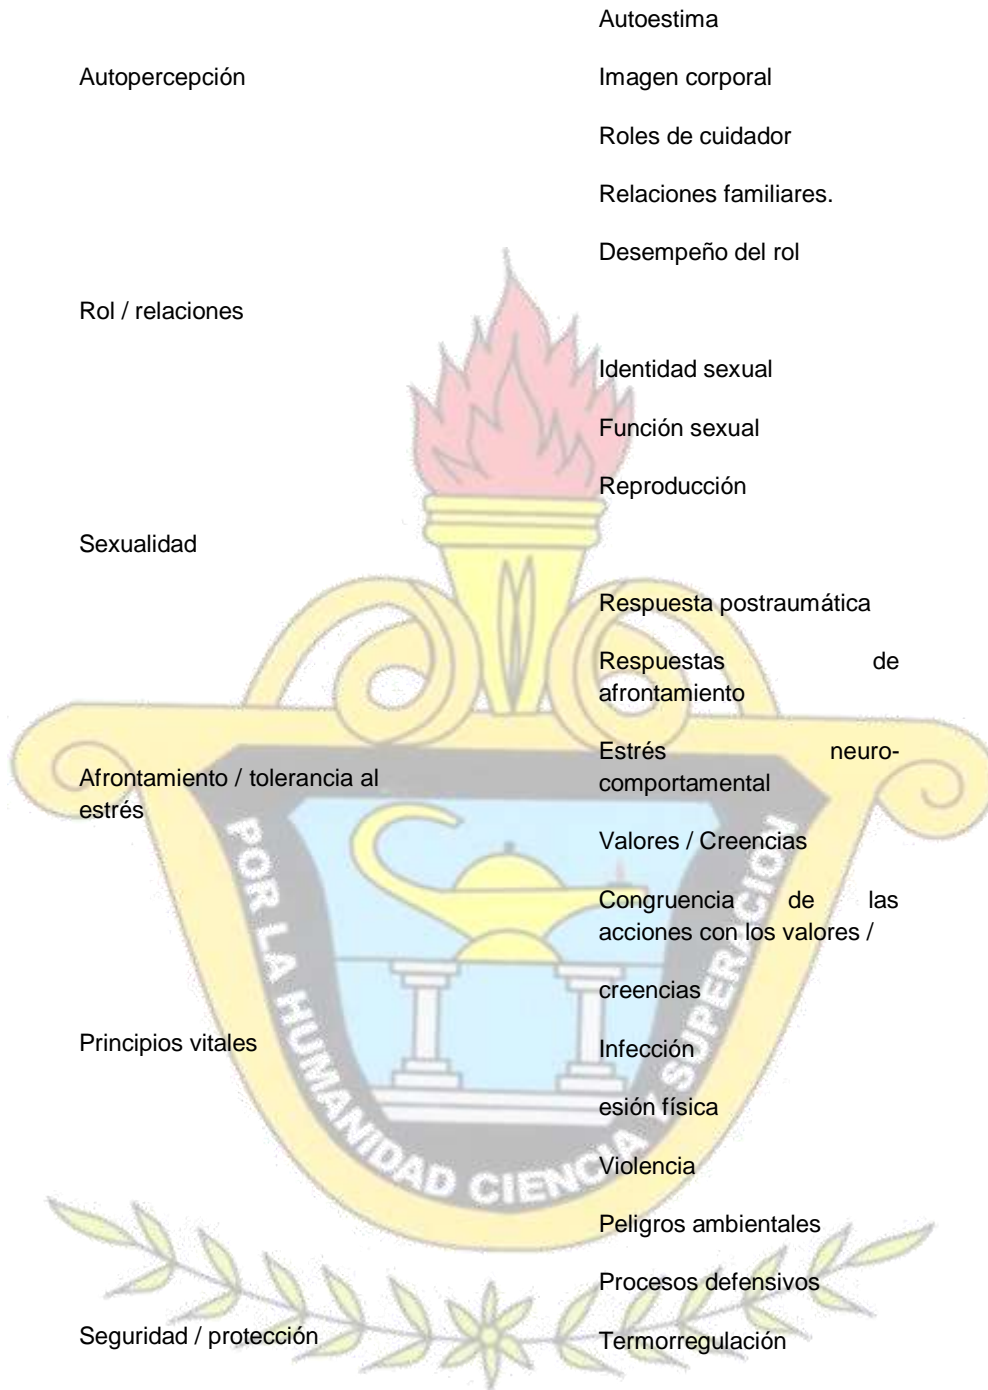 Autoestima
Autopercepción
Imagen corporal
Roles de cuidador
Relaciones familiares.
Desempeño del rol
Rol / relaciones
Identidad sexual
Función sexual
Reproducción
Sexualidad
Respuesta postraumática
Respuestas de
afrontamiento
Afrontamiento / tolerancia al
estrés
Estrés neuro-
comportamental
Valores / Creencias
Congruencia de las
acciones con los valores /
creencias
Principios vitales
Infección
esión física
Violencia
Peligros ambientales
Procesos defensivos
Seguridad / protección
Termorregulación
POR LA HUMANIDAD CIENCIA Y SUPERACION